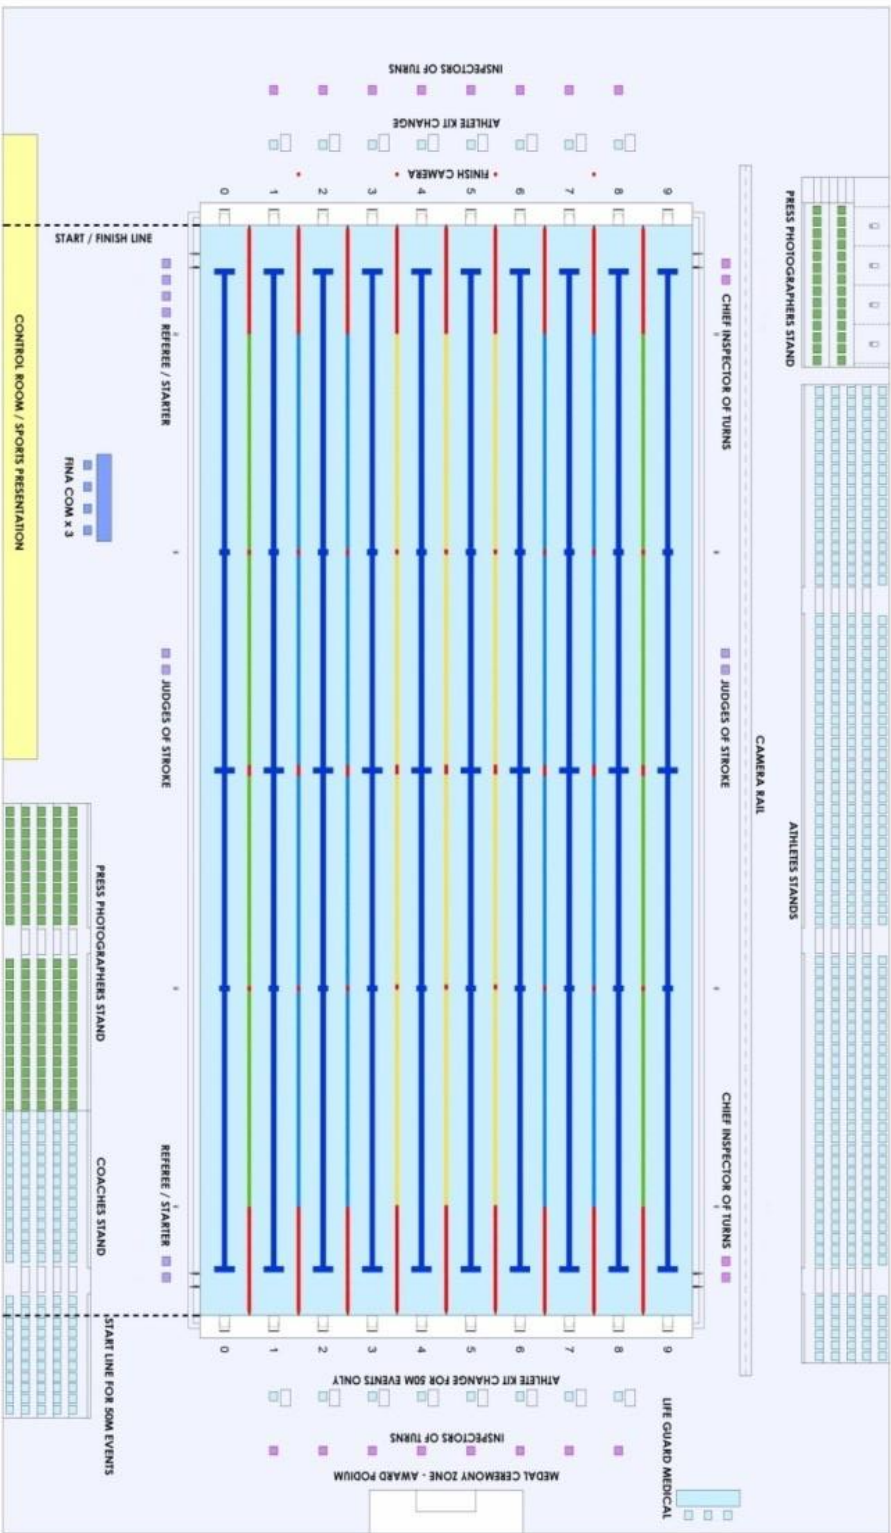 INSPECTORS OF TURNS
ATHLETE KIT CHANGE
FINISH CAMERA
0 1 2 3 4 5 6 7 8 9
START / FINISH LINE
PRESS PHOTOGRAPHERS STAND
CONTROL ROOM / SPORTS PRESENTATION
REFEREE / STARTER
CHIEF INSPECTOR OF TURNS
FINA COM x 3
JUDGES OF STROKE
JUDGES OF STROKE
CAMERA RAIL
ATHLETES STANDS
PRESS PHOTOGRAPHERS STAND
COACHES STAND
REFEREE / STARTER
CHIEF INSPECTOR OF TURNS
START LINE FOR 50M EVENTS
0 1 2 3 4 5 6 7 8 9
ATHLETE KIT CHANGE FOR 50M EVENTS ONLY
INSPECTORS OF TURNS
LIFE GUARD MEDICAL
MEDAL CEREMONY ZONE - AWARD PODIUM